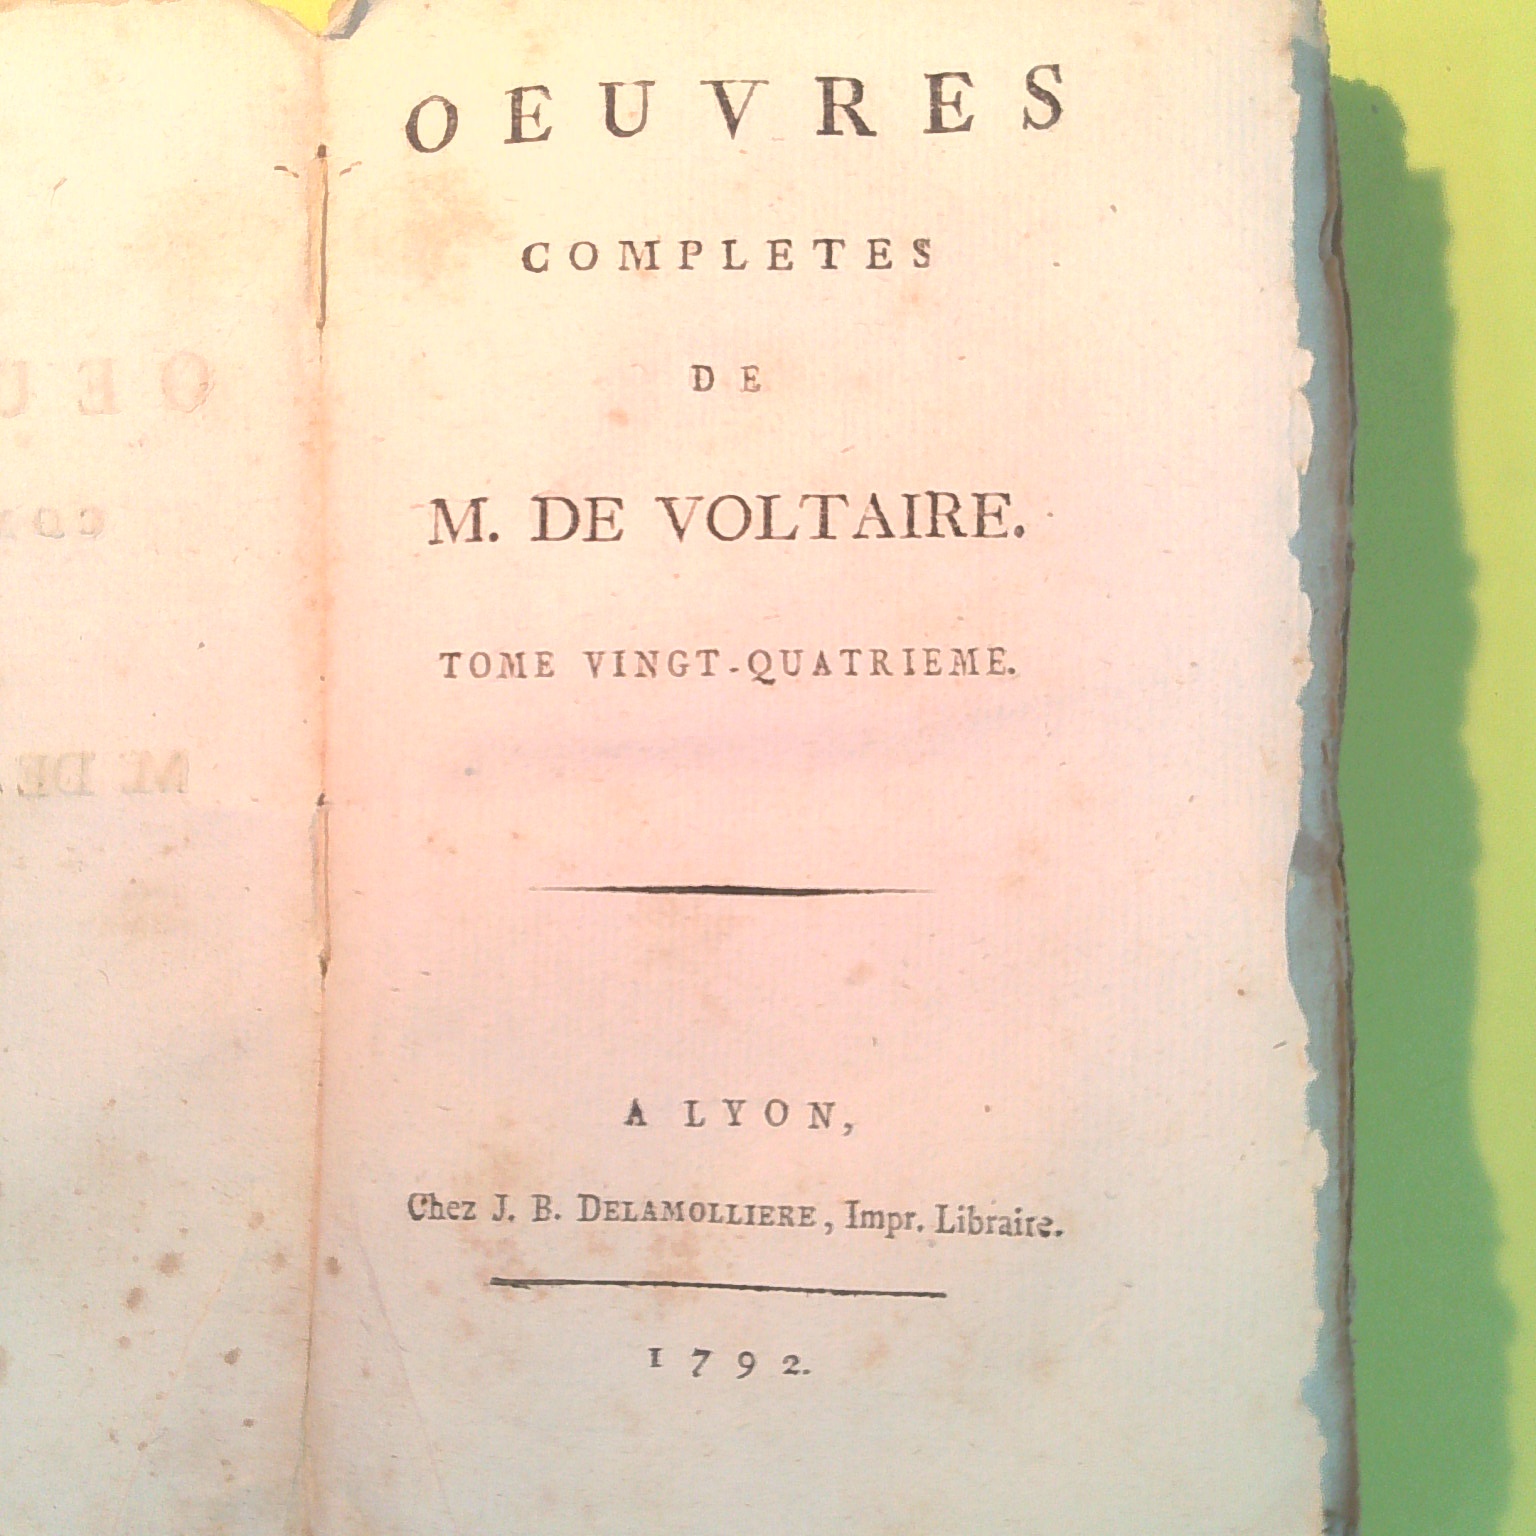 OEUVRES
COMPLETES
DE
M. DE VOLTAIRE.
TOME VINGT-QUATRIEME.
A LYON,
Chez J. B. DELAMOLLIERE, Impr. Libraire.
1792.